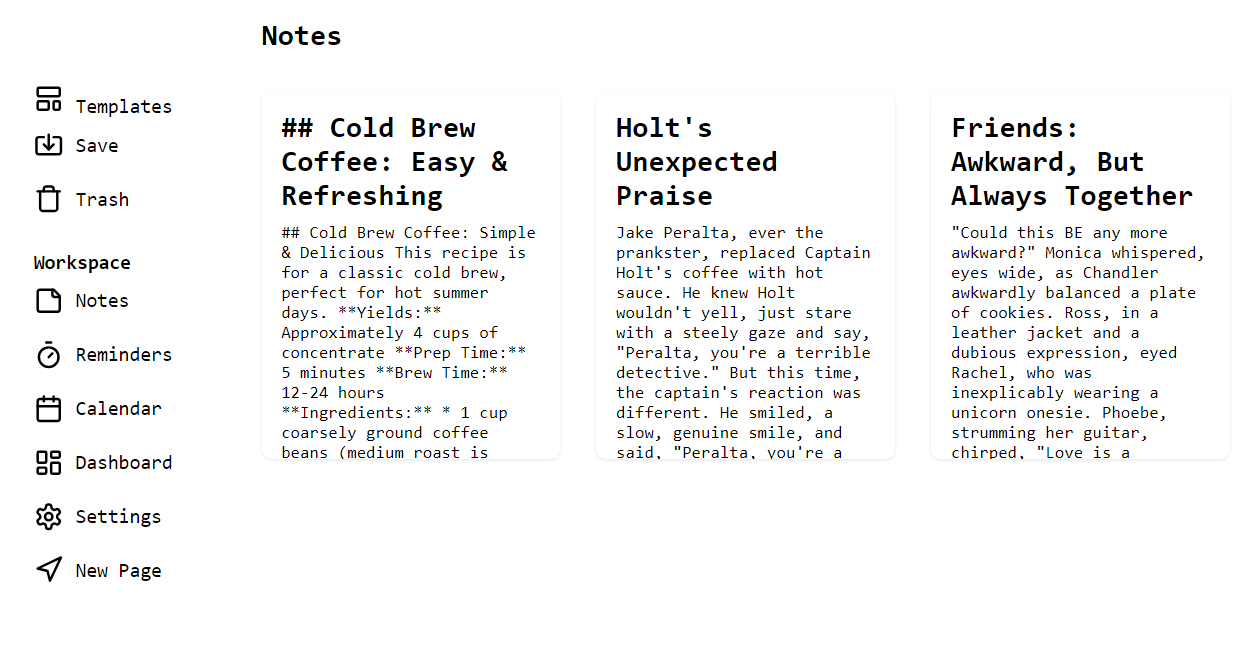 Notes
Templates
Save
Trash
Workspace
Notes
Reminders
Calendar
Dashboard
Settings
New Page
## Cold Brew
Coffee: Easy &
Refreshing
## Cold Brew Coffee: Simple
& Delicious This recipe is
for a classic cold brew,
perfect for hot summer
days. **Yields:**
Approximately 4 cups of
concentrate **Prep Time:**
5 minutes **Brew Time:**
12-24 hours
**Ingredients:** * 1 cup
coarsely ground coffee
beans (medium roast is
Holt's
Unexpected
Praise
Jake Peralta, ever the
prankster, replaced Captain
Holt's coffee with hot
sauce. He knew Holt
wouldn't yell, just stare
with a steely gaze and say,
"Peralta, you're a terrible
detective." But this time,
the captain's reaction was
different. He smiled, a
slow, genuine smile, and
said, "Peralta, you're a
Friends:
Awkward, But
Always Together
"Could this BE any more
awkward?" Monica whispered,
eyes wide, as Chandler
awkwardly balanced a plate
of cookies. Ross, in a
leather jacket and a
dubious expression, eyed
Rachel, who was
inexplicably wearing a
unicorn onesie. Phoebe,
strumming her guitar,
chirped, "Love is a